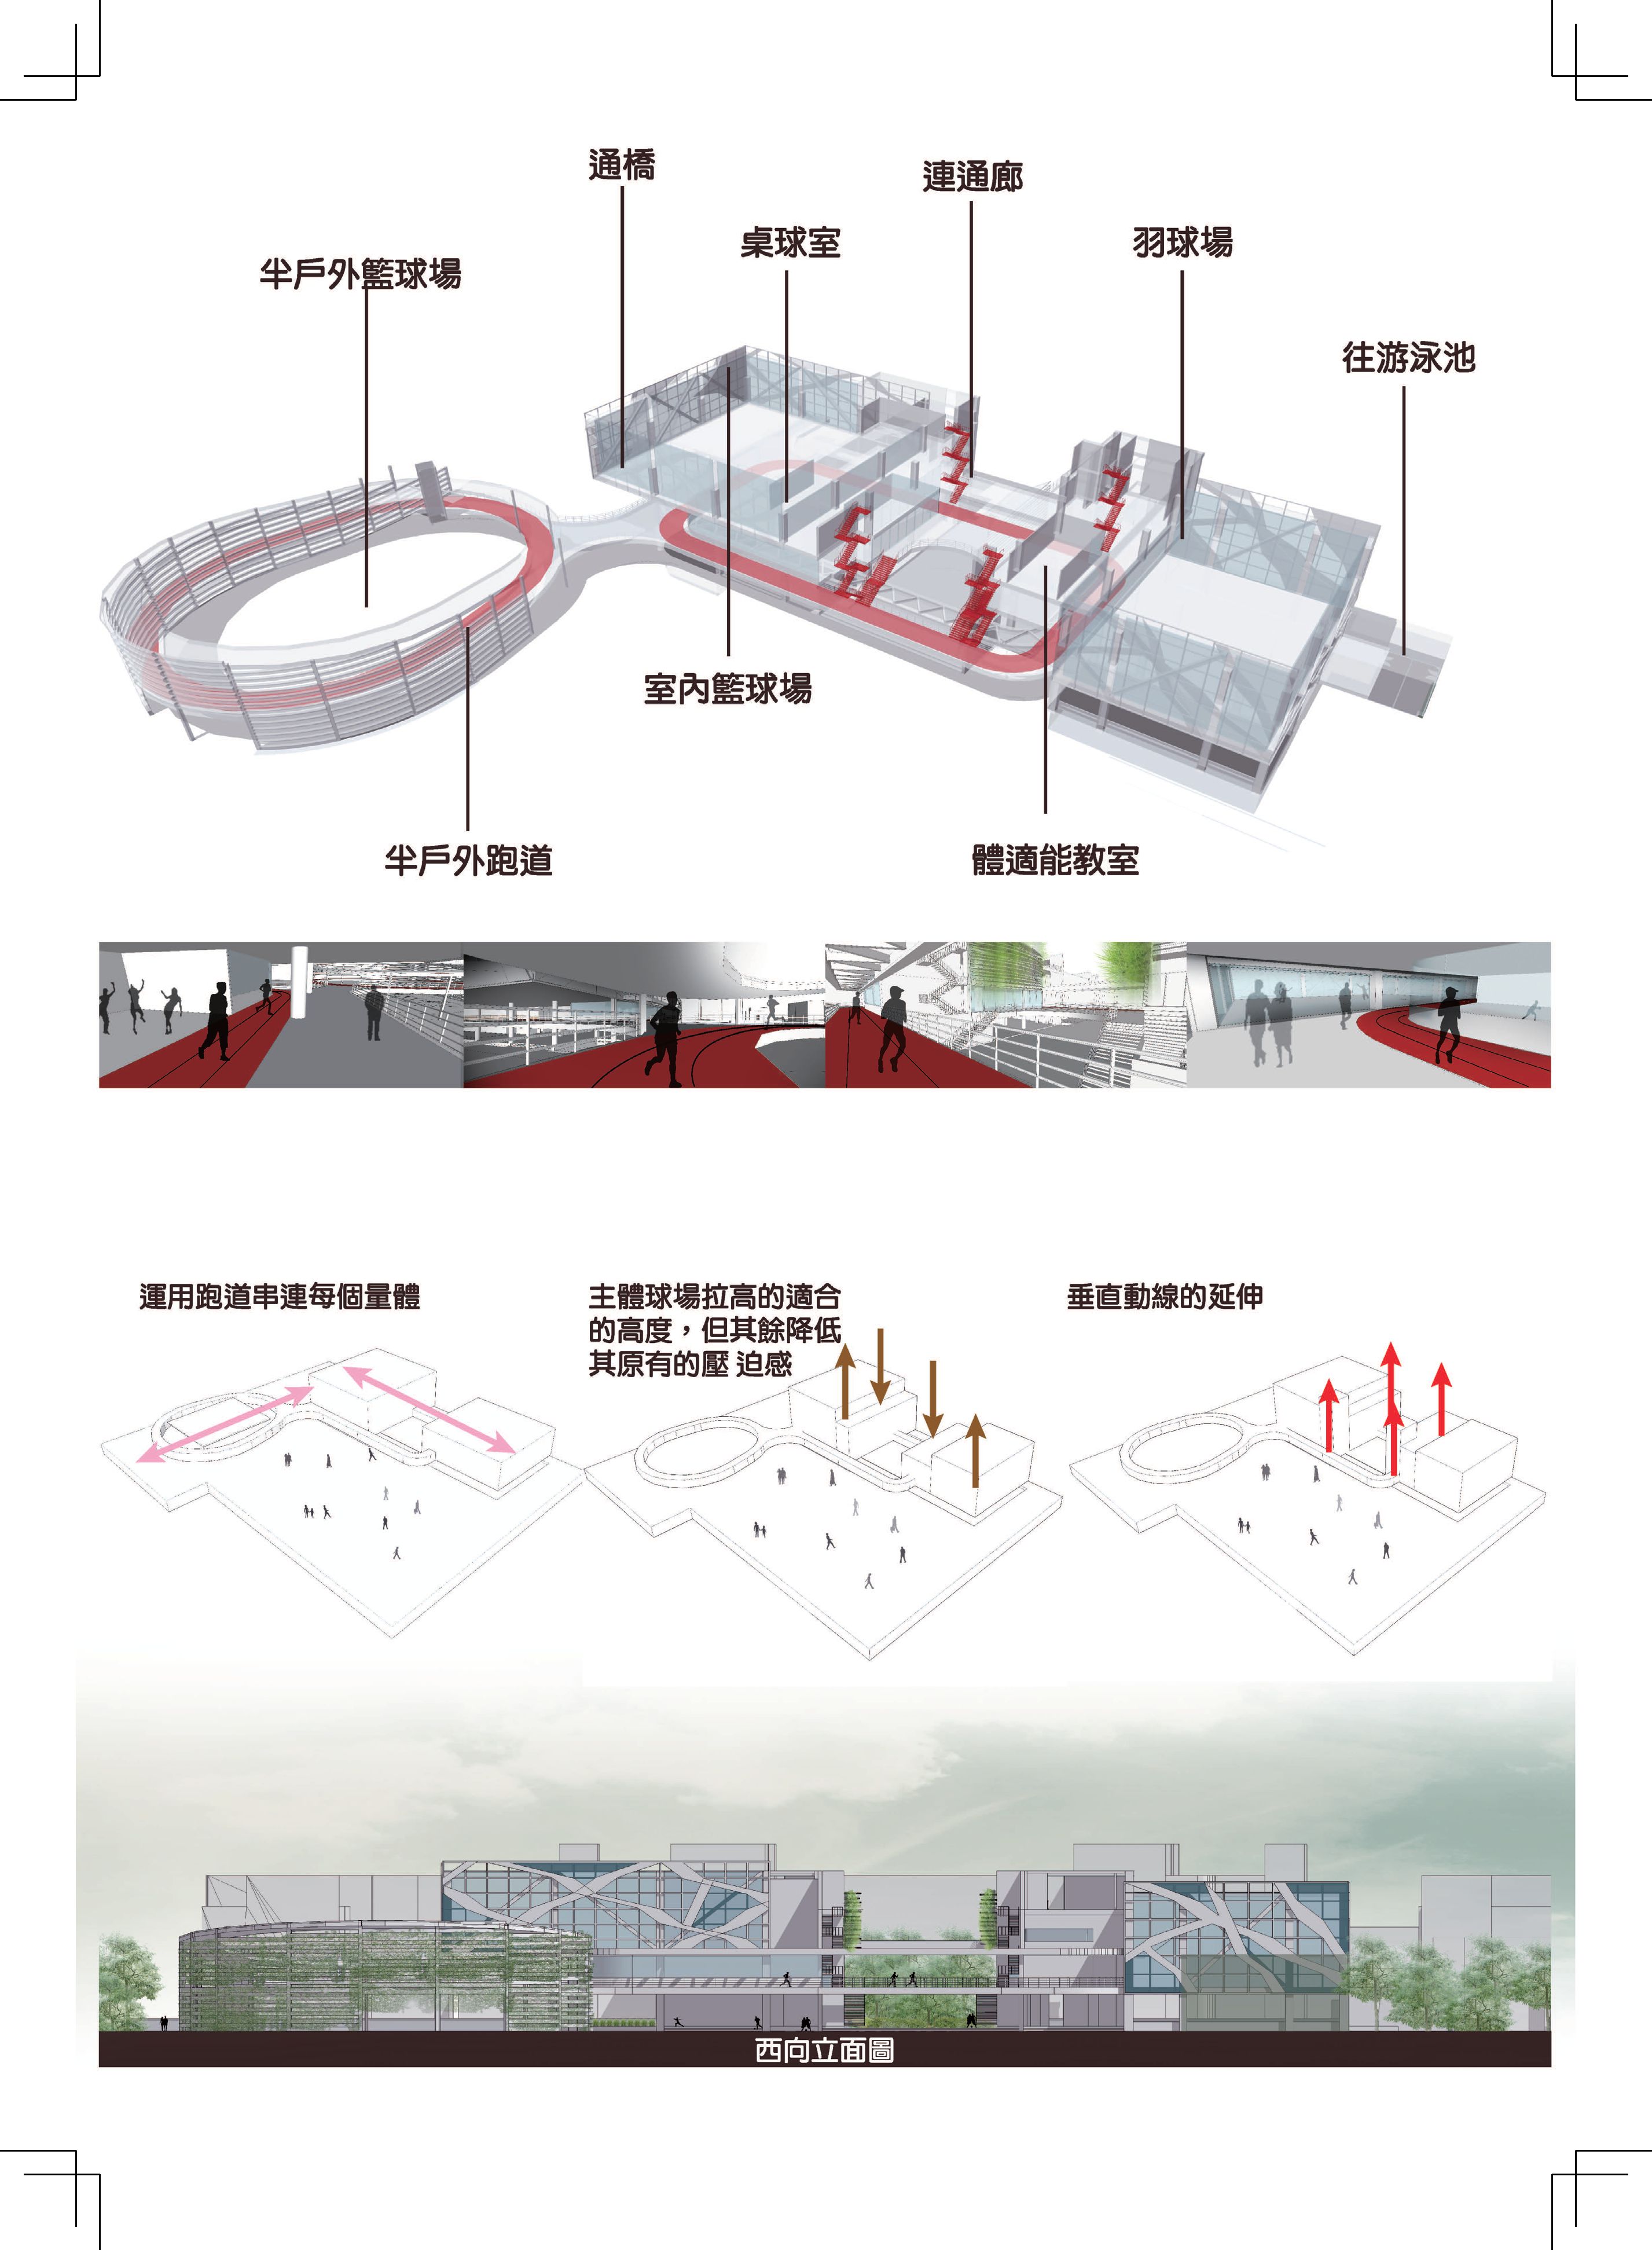 通橋
連通廊
桌球室
羽球場
半戶外籃球場
往游泳池
室內籃球場
半戶外跑道
體適能教室
運用跑道串連每個量體
主體球場拉高的適合
的高度，但其餘降低
其原有的壓 迫感
垂直動線的延伸
西向立面圖